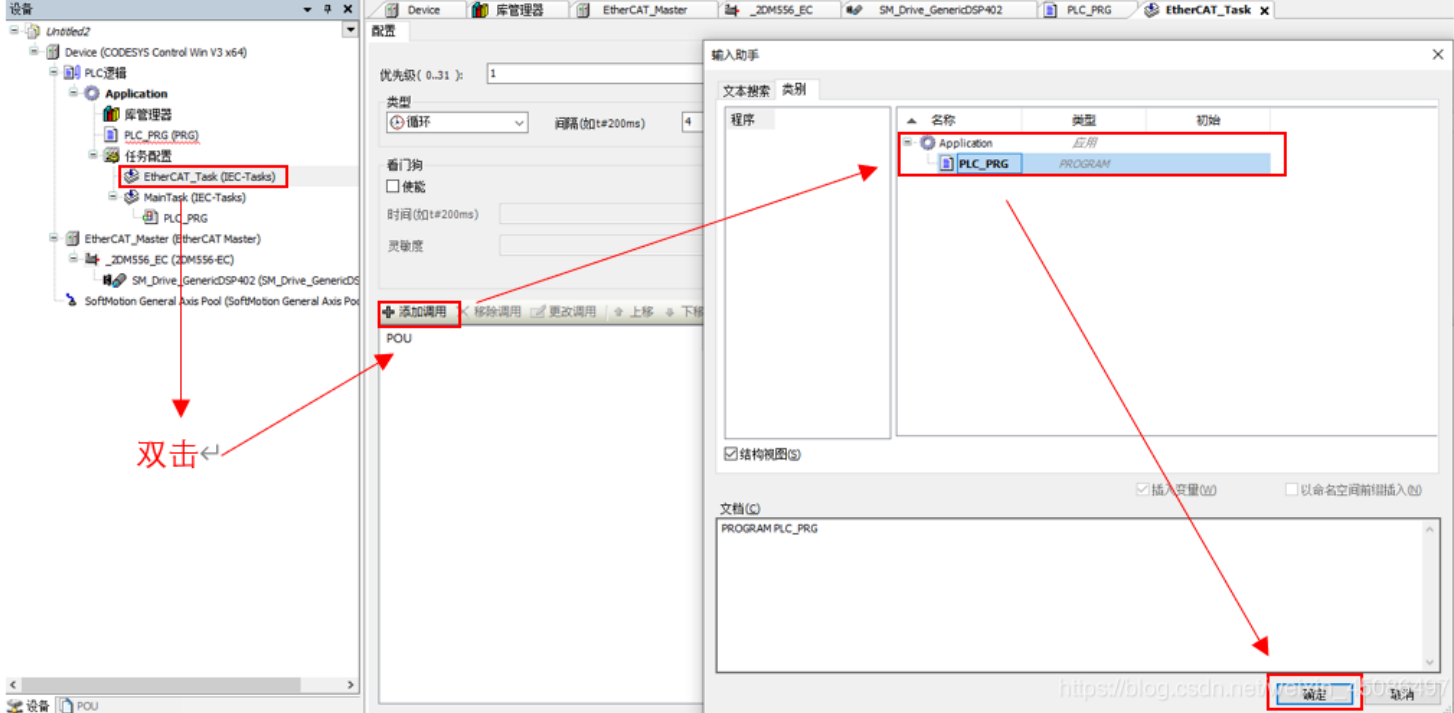 设备
Untitled2
Device (CODESYS Control Win V3 x64)
PLC逻辑
Application
库管理器
PLC_PRG (PRG)
任务配置
EtherCAT_Task (IEC-Tasks)
MainTask (IEC-Tasks)
PLC_PRG
EtherCAT_Master (EtherCAT Master)
_2DM556_EC (2DM556-EC)
SM_Drive_GenericDSP402 (SM_Drive_GenericDS
SoftMotion General Axis Pool (SoftMotion General Axis Poo
双击↵
设备
POU
Device
库管理器
EtherCAT_Master
_2DM556_EC
SM_Drive_GenericDSP402
PLC_PRG
EtherCAT_Task
配置
优先级( 0..31 ):
1
类型
循环
间隔(如t#200ms)
4
看门狗
使能
时间(如t#200ms)
灵敏度
添加调用
移除调用
更改调用
上移
下移
POU
输入助手
文本搜索
类别
程序
名称
类型
初始
Application
应用
PLC_PRG
PROGRAM
结构视图(S)
插入变量(W)
以命名空间前缀插入(N)
文档(C)
PROGRAM PLC_PRG
确定
取消